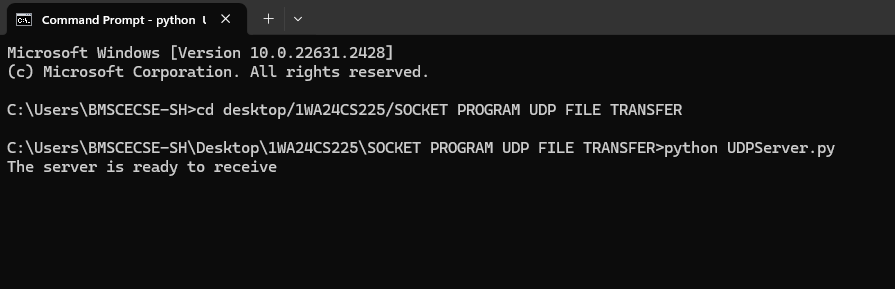 Command Prompt - python U
Microsoft Windows [Version 10.0.22631.2428]
(c) Microsoft Corporation. All rights reserved.
C:\Users\BMSCECSE-SH>cd desktop/1WA24CS225/SOCKET PROGRAM UDP FILE TRANSFER
C:\Users\BMSCECSE-SH\Desktop\1WA24CS225\SOCKET PROGRAM UDP FILE TRANSFER>python UDPServer.py
The server is ready to receive